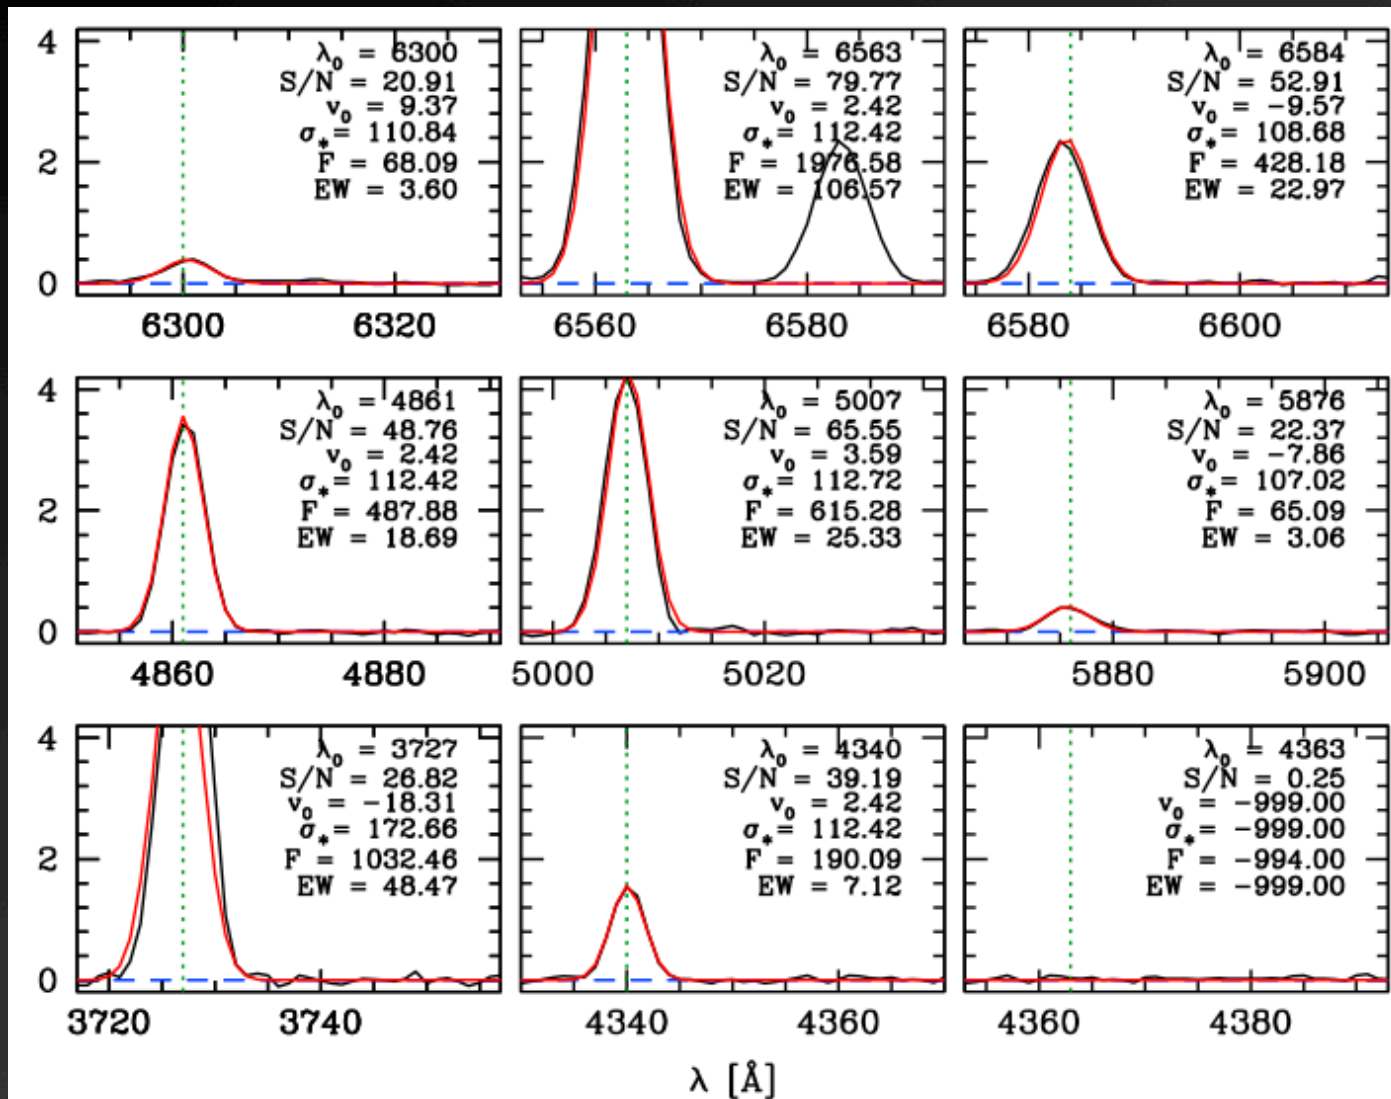 4
2
0
λ₀ = 6300
S/N = 20.91
v₀ = 9.37
σ* = 110.84
F = 68.09
EW = 3.60
6300 6320
λ₀ = 6563
S/N = 79.77
v₀ = 2.42
σ* = 112.42
F = 1976.58
EW = 106.57
6560 6580
λ₀ = 6584
S/N = 52.91
v₀ = -9.57
σ* = 108.68
F = 428.18
EW = 22.97
6580 6600
4
2
0
λ₀ = 4861
S/N = 48.76
v₀ = 2.42
σ* = 112.42
F = 487.88
EW = 18.69
4860 4880
λ₀ = 5007
S/N = 65.55
v₀ = 3.59
σ* = 112.72
F = 615.28
EW = 25.33
5000 5020
λ₀ = 5876
S/N = 22.37
v₀ = -7.86
σ* = 107.02
F = 65.09
EW = 3.06
5880 5900
4
2
0
λ₀ = 3727
S/N = 26.82
v₀ = -18.31
σ* = 172.66
F = 1032.46
EW = 48.47
3720 3740
λ₀ = 4340
S/N = 39.19
v₀ = 2.42
σ* = 112.42
F = 190.09
EW = 7.12
4340 4360
λ₀ = 4363
S/N = 0.25
v₀ = -999.00
σ* = -999.00
F = -994.00
EW = -999.00
4360 4380
λ [Å]